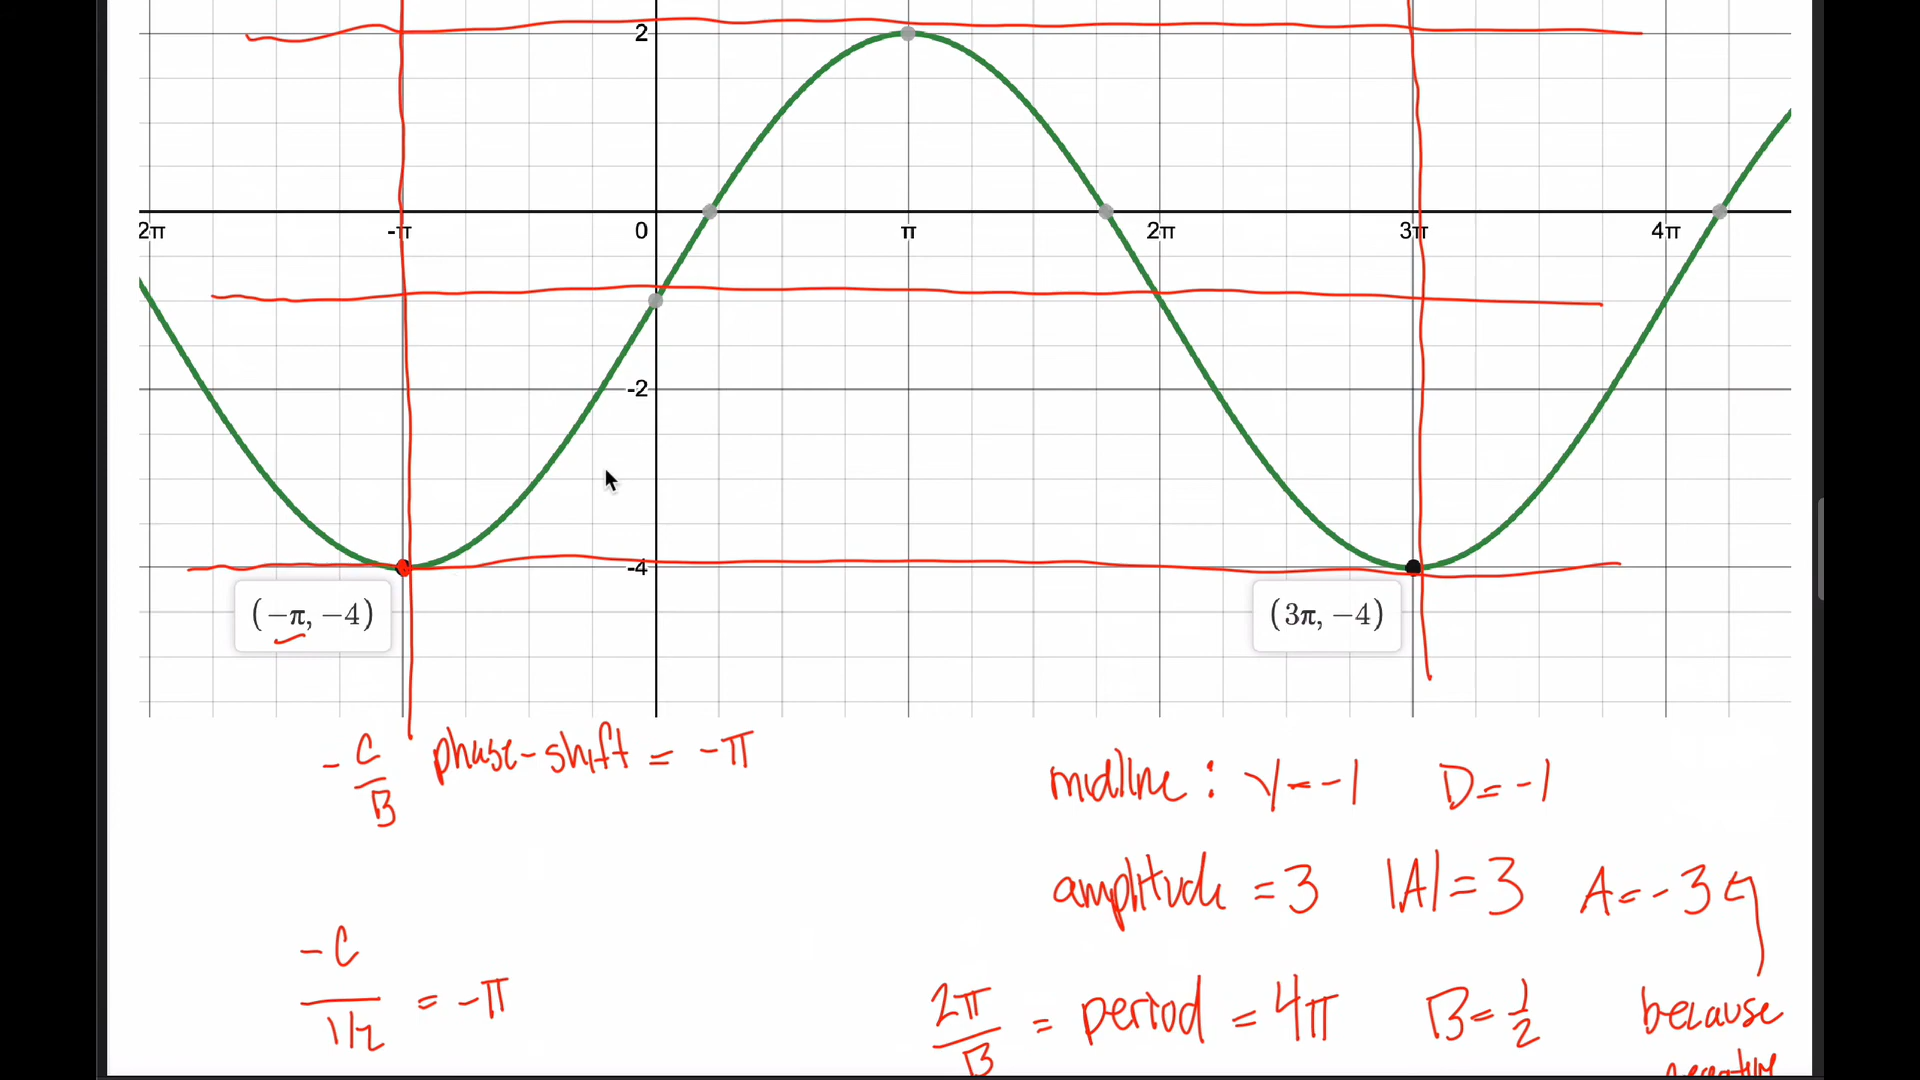 2
2π -π 0 π 2π 3π 4π
-2
-4
(−π, −4) (3π, −4)
- C/B phase-shift = -π
midline : y=-1 D=-1
amplitude = 3 |A|=3 A=-3
-C/1/2 = -π
2π/B = period = 4π B=1/2 because
negative